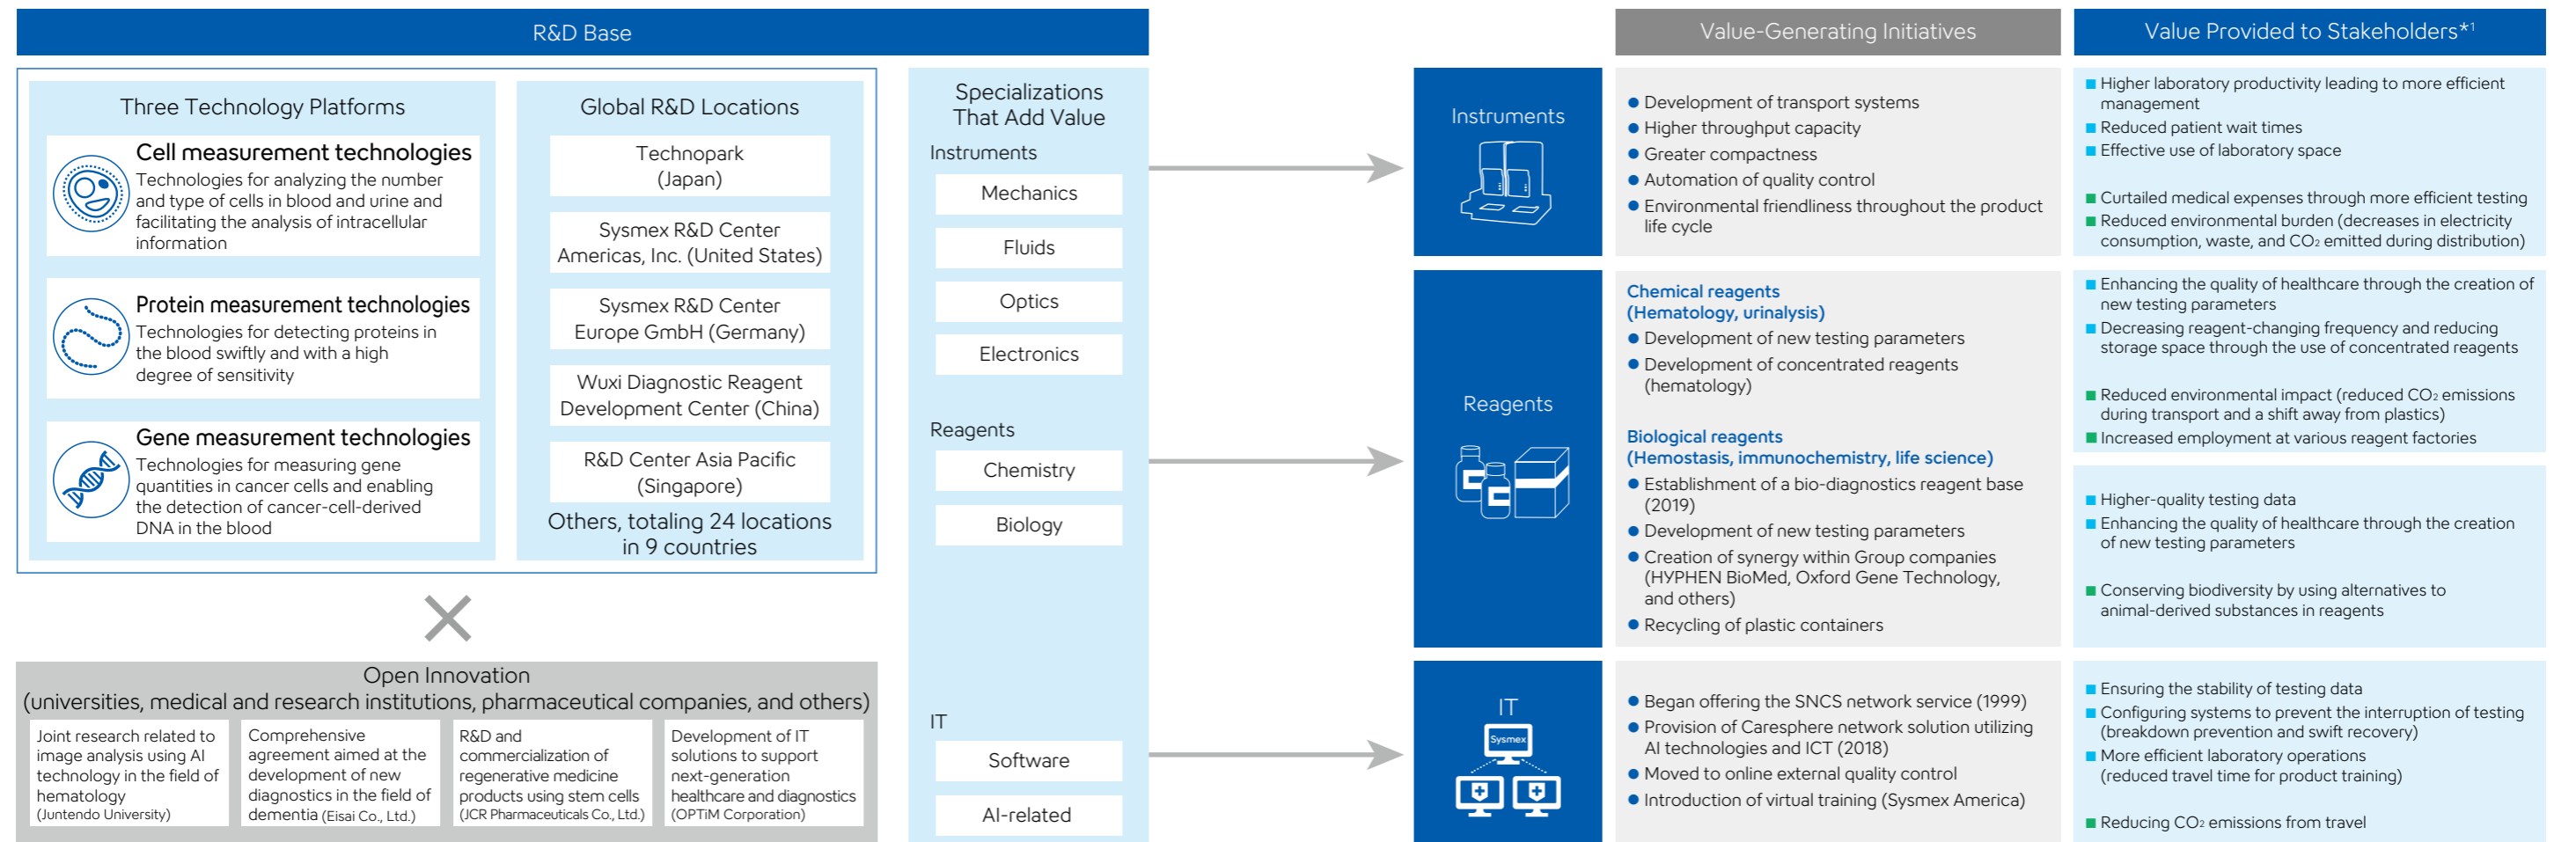 R&D Base
Three Technology Platforms
Cell measurement technologies
Technologies for analyzing the number
and type of cells in blood and urine and
facilitating the analysis of intracellular
information
Protein measurement technologies
Technologies for detecting proteins in
the blood swiftly and with a high
degree of sensitivity
Gene measurement technologies
Technologies for measuring gene
quantities in cancer cells and enabling
the detection of cancer-cell-derived
DNA in the blood
Global R&D Locations
Technopark
(Japan)
Sysmex R&D Center
Americas, Inc. (United States)
Sysmex R&D Center
Europe GmbH (Germany)
Wuxi Diagnostic Reagent
Development Center (China)
R&D Center Asia Pacific
(Singapore)
Others, totaling 24 locations
in 9 countries
Open Innovation
(universities, medical and research institutions, pharmaceutical companies, and others)
Joint research related to
image analysis using AI
technology in the field of
hematology
(Juntendo University)
Comprehensive
agreement aimed at the
development of new
diagnostics in the field of
dementia (Eisai Co., Ltd.)
R&D and
commercialization of
regenerative medicine
products using stem cells
(JCR Pharmaceuticals Co., Ltd.)
Development of IT
solutions to support
next-generation
healthcare and diagnostics
(OPTiM Corporation)
Specializations
That Add Value
Instruments
Mechanics
Fluids
Optics
Electronics
Reagents
Chemistry
Biology
IT
Software
AI-related
Value-Generating Initiatives
Value Provided to Stakeholders*1
Instruments
● Development of transport systems
● Higher throughput capacity
● Greater compactness
● Automation of quality control
● Environmental friendliness throughout the product
life cycle
■ Higher laboratory productivity leading to more efficient
management
■ Reduced patient wait times
■ Effective use of laboratory space
■ Curtailed medical expenses through more efficient testing
■ Reduced environmental burden (decreases in electricity
consumption, waste, and CO₂ emitted during distribution)
Reagents
Chemical reagents
(Hematology, urinalysis)
● Development of new testing parameters
● Development of concentrated reagents
(hematology)
Biological reagents
(Hemostasis, immunochemistry, life science)
● Establishment of a bio-diagnostics reagent base
(2019)
● Development of new testing parameters
● Creation of synergy within Group companies
(HYPHEN BioMed, Oxford Gene Technology,
and others)
● Recycling of plastic containers
■ Enhancing the quality of healthcare through the creation of
new testing parameters
■ Decreasing reagent-changing frequency and reducing
storage space through the use of concentrated reagents
■ Reduced environmental impact (reduced CO₂ emissions
during transport and a shift away from plastics)
■ Increased employment at various reagent factories
■ Higher-quality testing data
■ Enhancing the quality of healthcare through the creation
of new testing parameters
■ Conserving biodiversity by using alternatives to
animal-derived substances in reagents
IT
Sysmex
● Began offering the SNCS network service (1999)
● Provision of Caresphere network solution utilizing
AI technologies and ICT (2018)
● Moved to online external quality control
● Introduction of virtual training (Sysmex America)
■ Ensuring the stability of testing data
■ Configuring systems to prevent the interruption of testing
(breakdown prevention and swift recovery)
■ More efficient laboratory operations
(reduced travel time for product training)
■ Reducing CO₂ emissions from travel